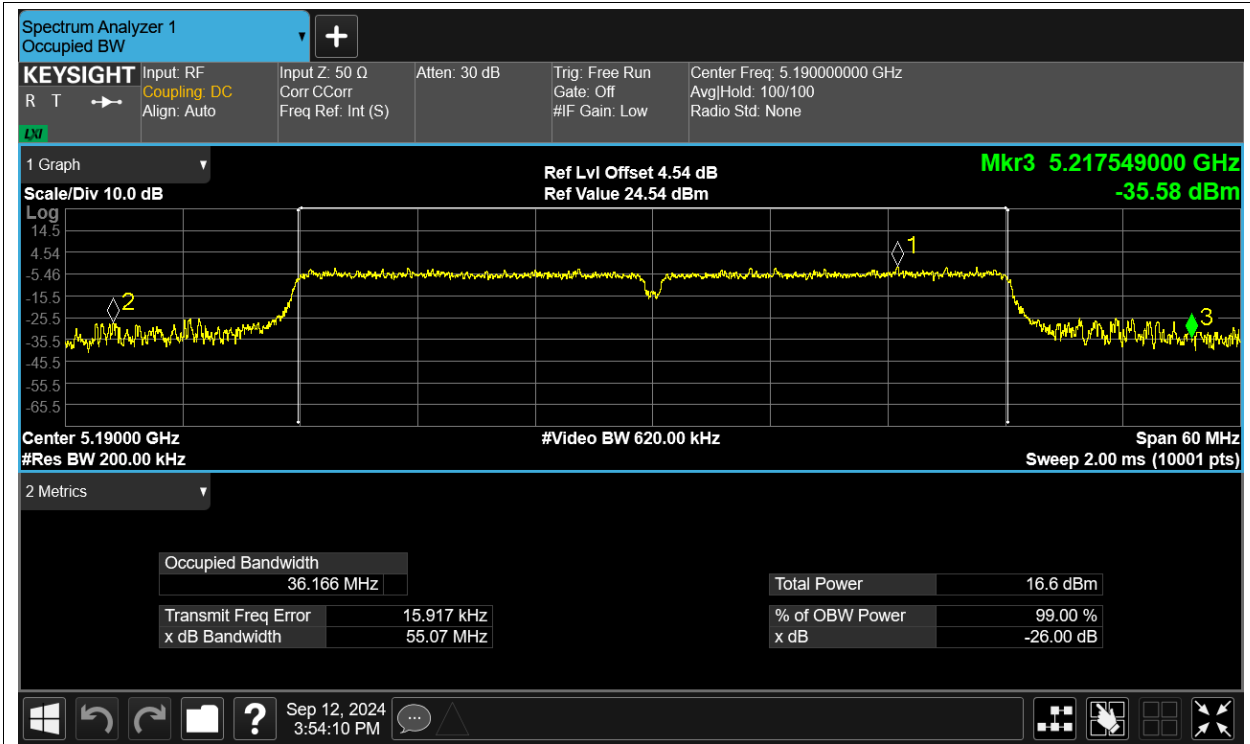 Spectrum Analyzer 1
Occupied BW
+
KEYSIGHT
R T
LXI
Input: RF
Coupling: DC
Align: Auto
Input Z: 50 Ω
Corr CCorr
Freq Ref: Int (S)
Atten: 30 dB
Trig: Free Run
Gate: Off
#IF Gain: Low
Center Freq: 5.190000000 GHz
Avg|Hold: 100/100
Radio Std: None
1 Graph
Scale/Div 10.0 dB
Ref Lvl Offset 4.54 dB
Ref Value 24.54 dBm
Mkr3 5.217549000 GHz
-35.58 dBm
Log
14.5
4.54
-5.46
-15.5
-25.5
-35.5
-45.5
-55.5
-65.5
1
2
3
Center 5.19000 GHz
#Video BW 620.00 kHz
Span 60 MHz
#Res BW 200.00 kHz
Sweep 2.00 ms (10001 pts)
2 Metrics
Occupied Bandwidth
36.166 MHz
Transmit Freq Error 15.917 kHz
x dB Bandwidth 55.07 MHz
Total Power 16.6 dBm
% of OBW Power 99.00 %
x dB -26.00 dB
?
Sep 12, 2024
3:54:10 PM